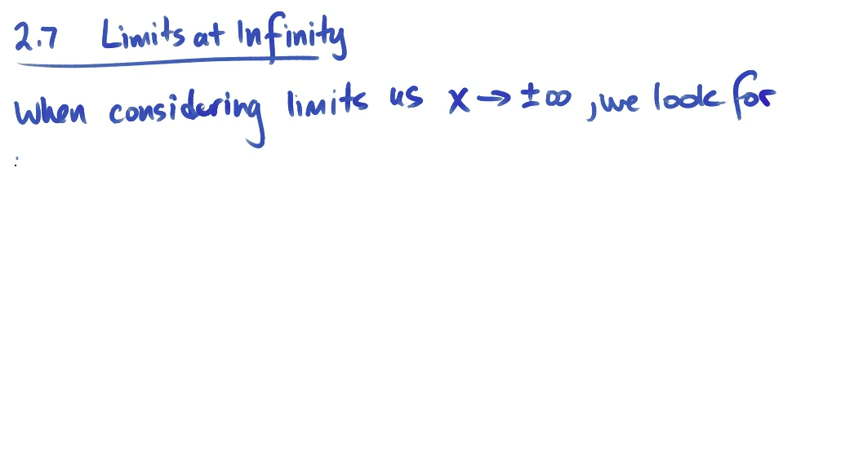 2.7 Limits at Infinity
When considering limits as x → ±∞, we look for